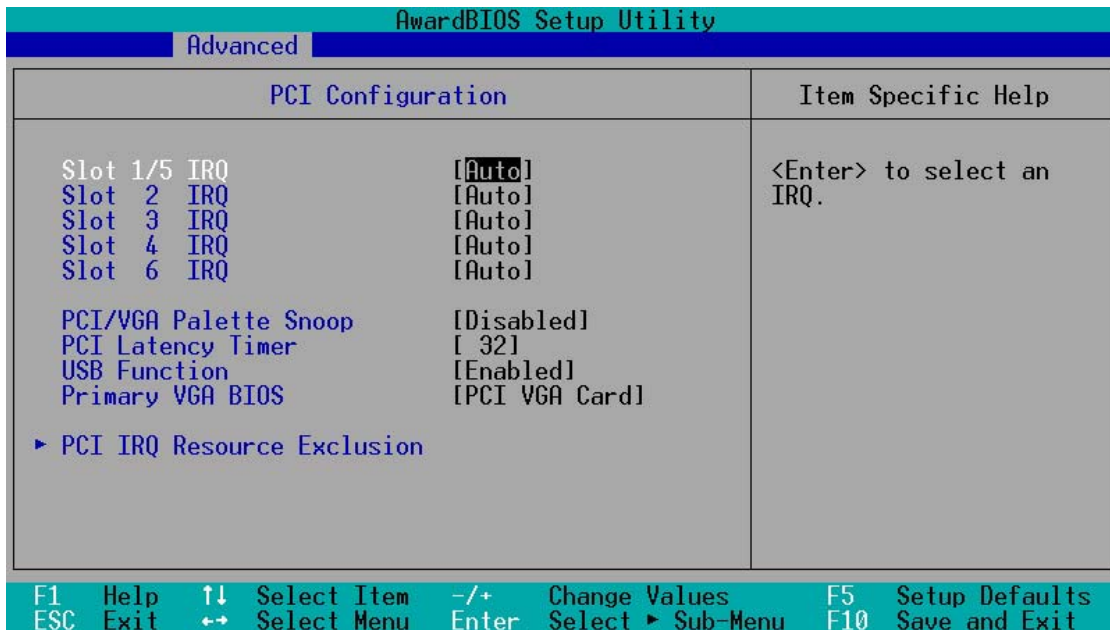 AwardBIOS Setup Utility
Advanced
PCI Configuration
Item Specific Help
Slot 1/5 IRQ [Auto]
Slot 2 IRQ [Auto]
Slot 3 IRQ [Auto]
Slot 4 IRQ [Auto]
Slot 6 IRQ [Auto]
PCI/VGA Palette Snoop [Disabled]
PCI Latency Timer [ 32]
USB Function [Enabled]
Primary VGA BIOS [PCI VGA Card]
► PCI IRQ Resource Exclusion
<Enter> to select an
IRQ.
F1 Help ↑↓ Select Item -/+ Change Values F5 Setup Defaults
ESC Exit ←→ Select Menu Enter Select ► Sub-Menu F10 Save and Exit